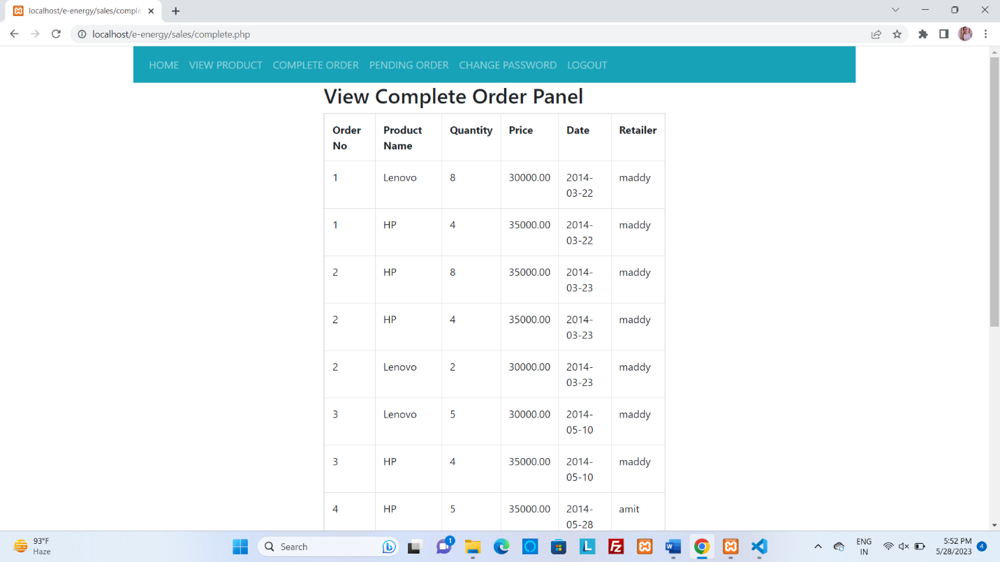 localhost/e-energy/sales/comple
localhost/e-energy/sales/complete.php
HOME VIEW PRODUCT COMPLETE ORDER PENDING ORDER CHANGE PASSWORD LOGOUT
View Complete Order Panel
Order No Product Name Quantity Price Date Retailer
1 Lenovo 8 30000.00 2014-03-22 maddy
1 HP 4 35000.00 2014-03-22 maddy
2 HP 8 35000.00 2014-03-23 maddy
2 HP 4 35000.00 2014-03-23 maddy
2 Lenovo 2 30000.00 2014-03-23 maddy
3 Lenovo 5 30000.00 2014-05-10 maddy
3 HP 4 35000.00 2014-05-10 maddy
4 HP 5 35000.00 2014-05-28 amit
93°F
Haze
Search
1
L
Fz
W
ENG
IN
5:52 PM
5/28/2023
4